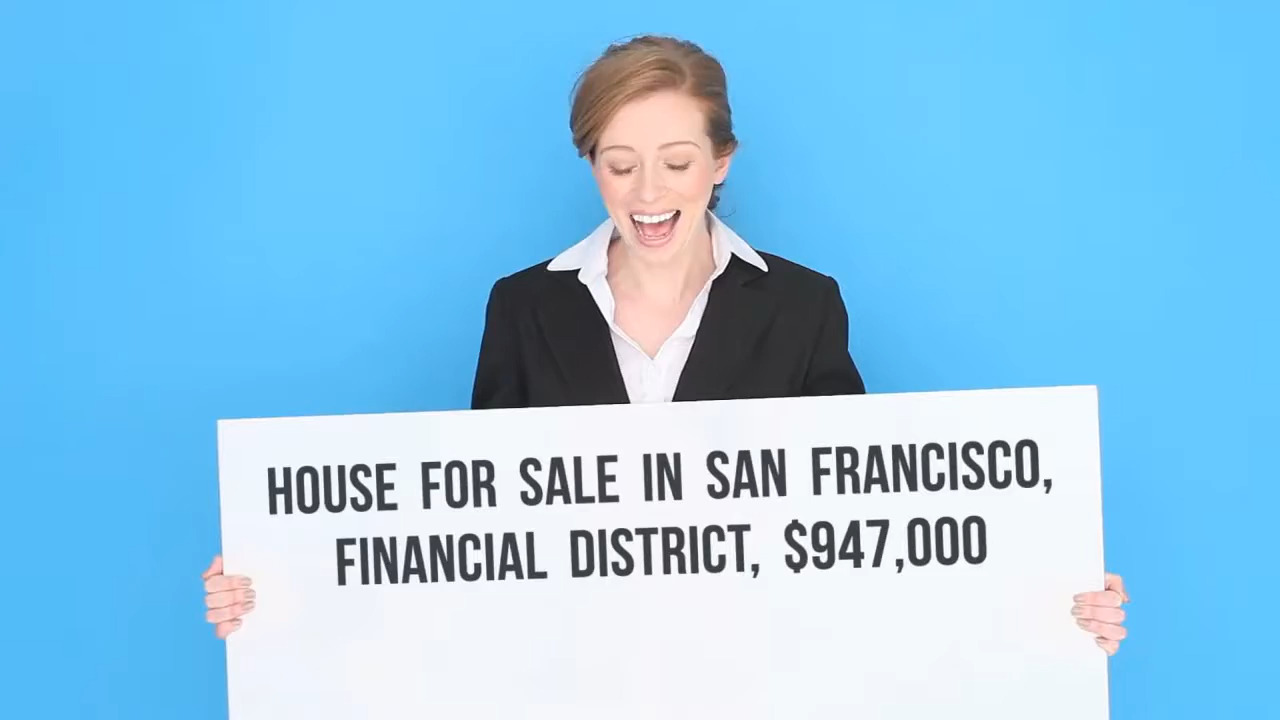 HOUSE FOR SALE IN SAN FRANCISCO,
FINANCIAL DISTRICT, $947,000